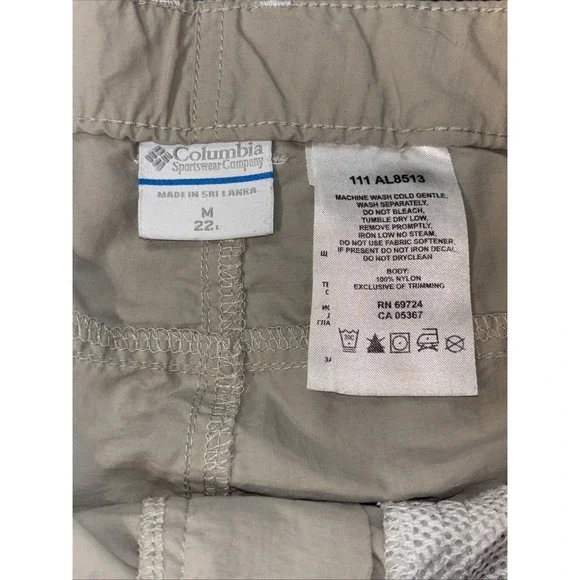 Columbia
Sportswear Company
MADE IN SRI LANKA
M
22L
111 AL8513
MACHINE WASH COLD GENTLE,
WASH SEPARATELY,
DO NOT BLEACH,
TUMBLE DRY LOW,
REMOVE PROMPTLY,
IRON LOW NO STEAM,
DO NOT USE FABRIC SOFTENER,
IF PRESENT DO NOT IRON DECAL,
DO NOT DRYCLEAN
BODY:
100% NYLON
EXCLUSIVE OF TRIMMING
RN 69724
CA 05367
30C